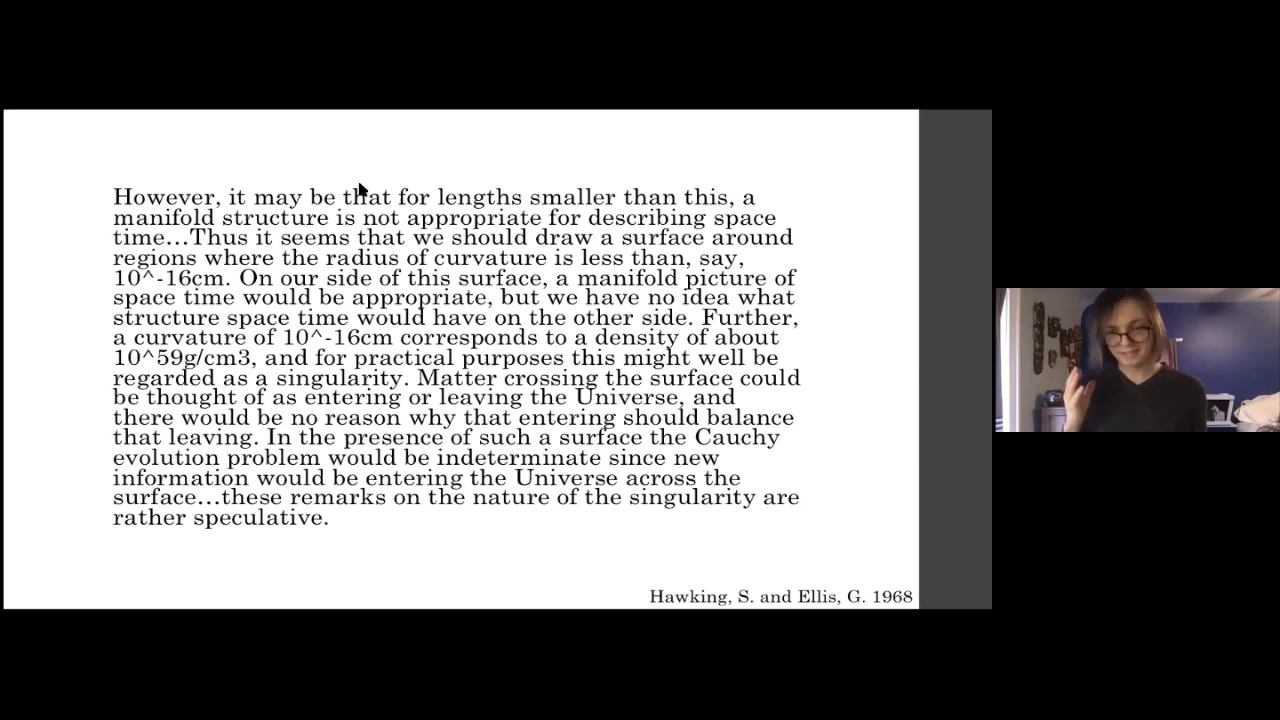 However, it may be that for lengths smaller than this, a
manifold structure is not appropriate for describing space
time…Thus it seems that we should draw a surface around
regions where the radius of curvature is less than, say,
10^-16cm. On our side of this surface, a manifold picture of
space time would be appropriate, but we have no idea what
structure space time would have on the other side. Further,
a curvature of 10^-16cm corresponds to a density of about
10^59g/cm3, and for practical purposes this might well be
regarded as a singularity. Matter crossing the surface could
be thought of as entering or leaving the Universe, and
there would be no reason why that entering should balance
that leaving. In the presence of such a surface the Cauchy
evolution problem would be indeterminate since new
information would be entering the Universe across the
surface…these remarks on the nature of the singularity are
rather speculative.
Hawking, S. and Ellis, G. 1968